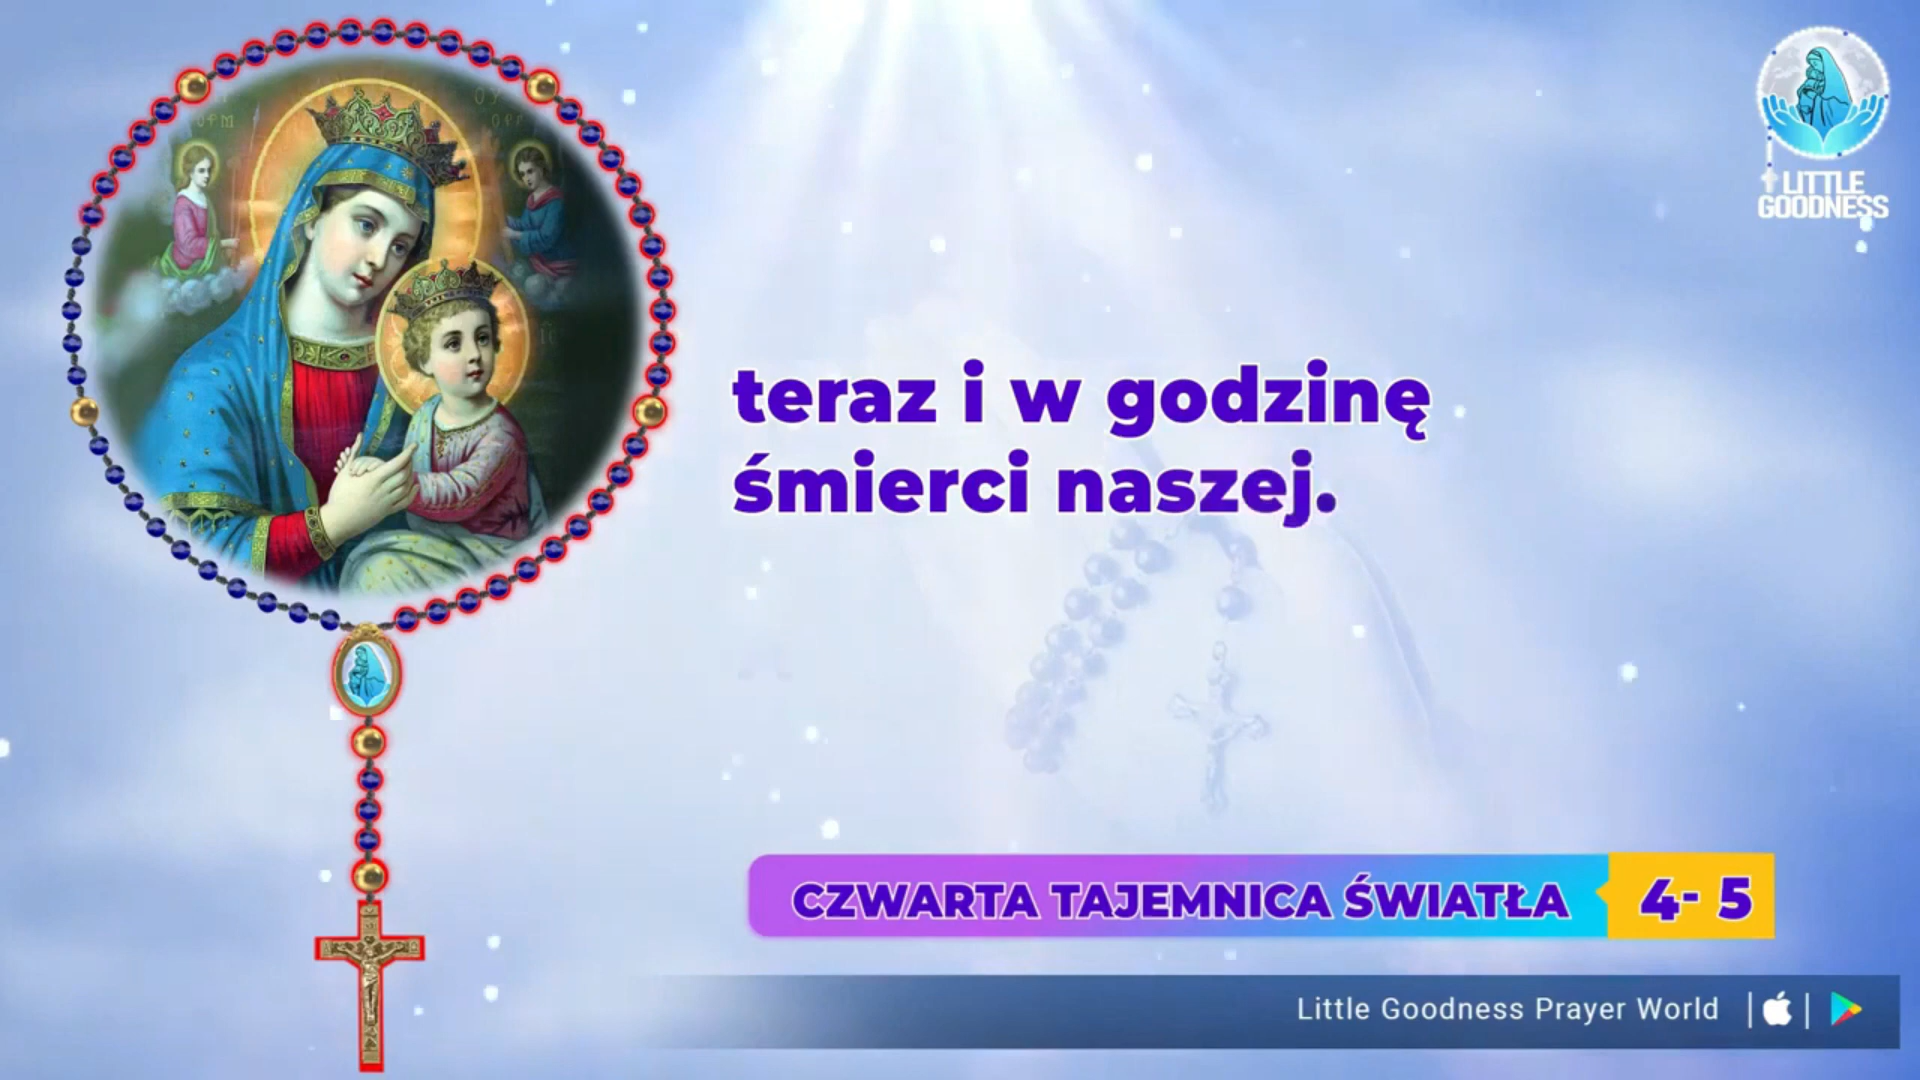 LITTLE
GOODNESS
teraz i w godzinę
śmierci naszej.
CZWARTA TAJEMNICA ŚWIATŁA 4- 5
Little Goodness Prayer World